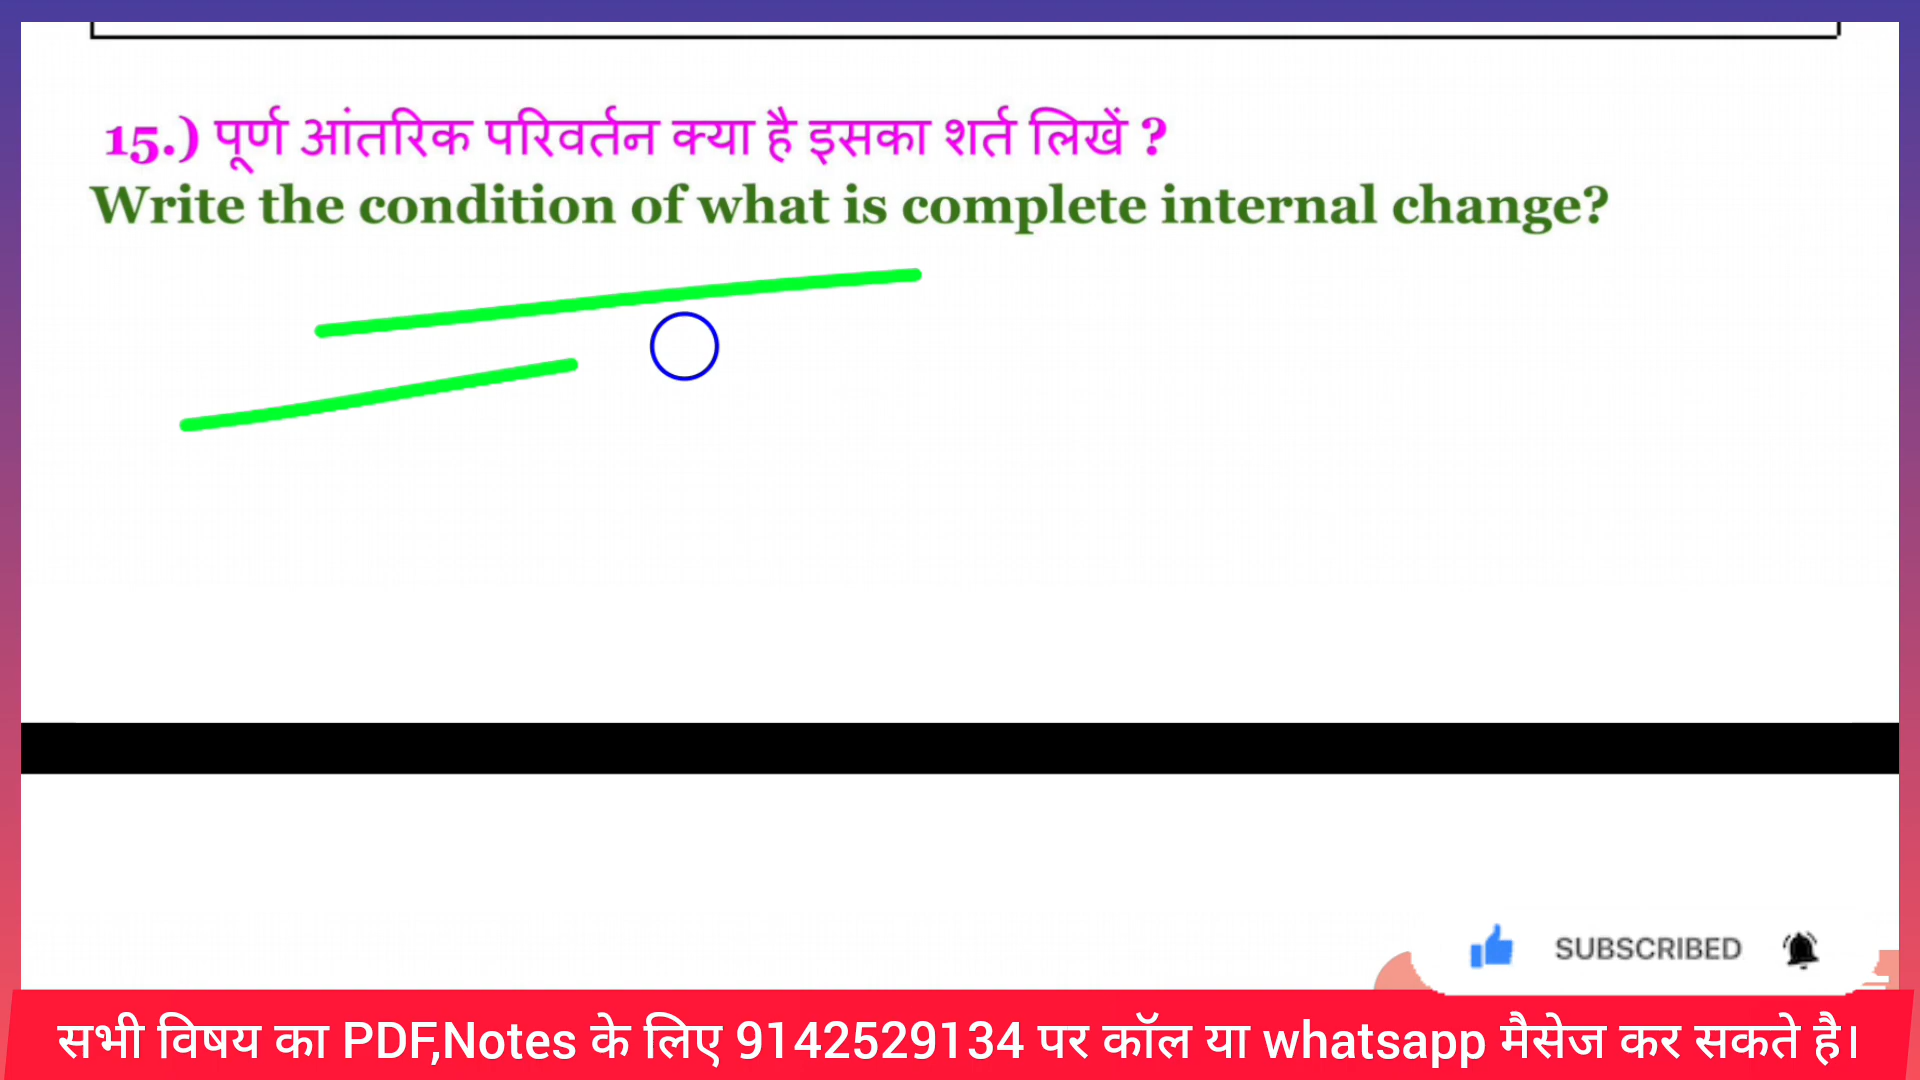 15.) पूर्ण आंतरिक परिवर्तन क्या है इसका शर्त लिखें ?
Write the condition of what is complete internal change?
SUBSCRIBED
सभी विषय का PDF,Notes के लिए 9142529134 पर कॉल या whatsapp मैसेज कर सकते है।